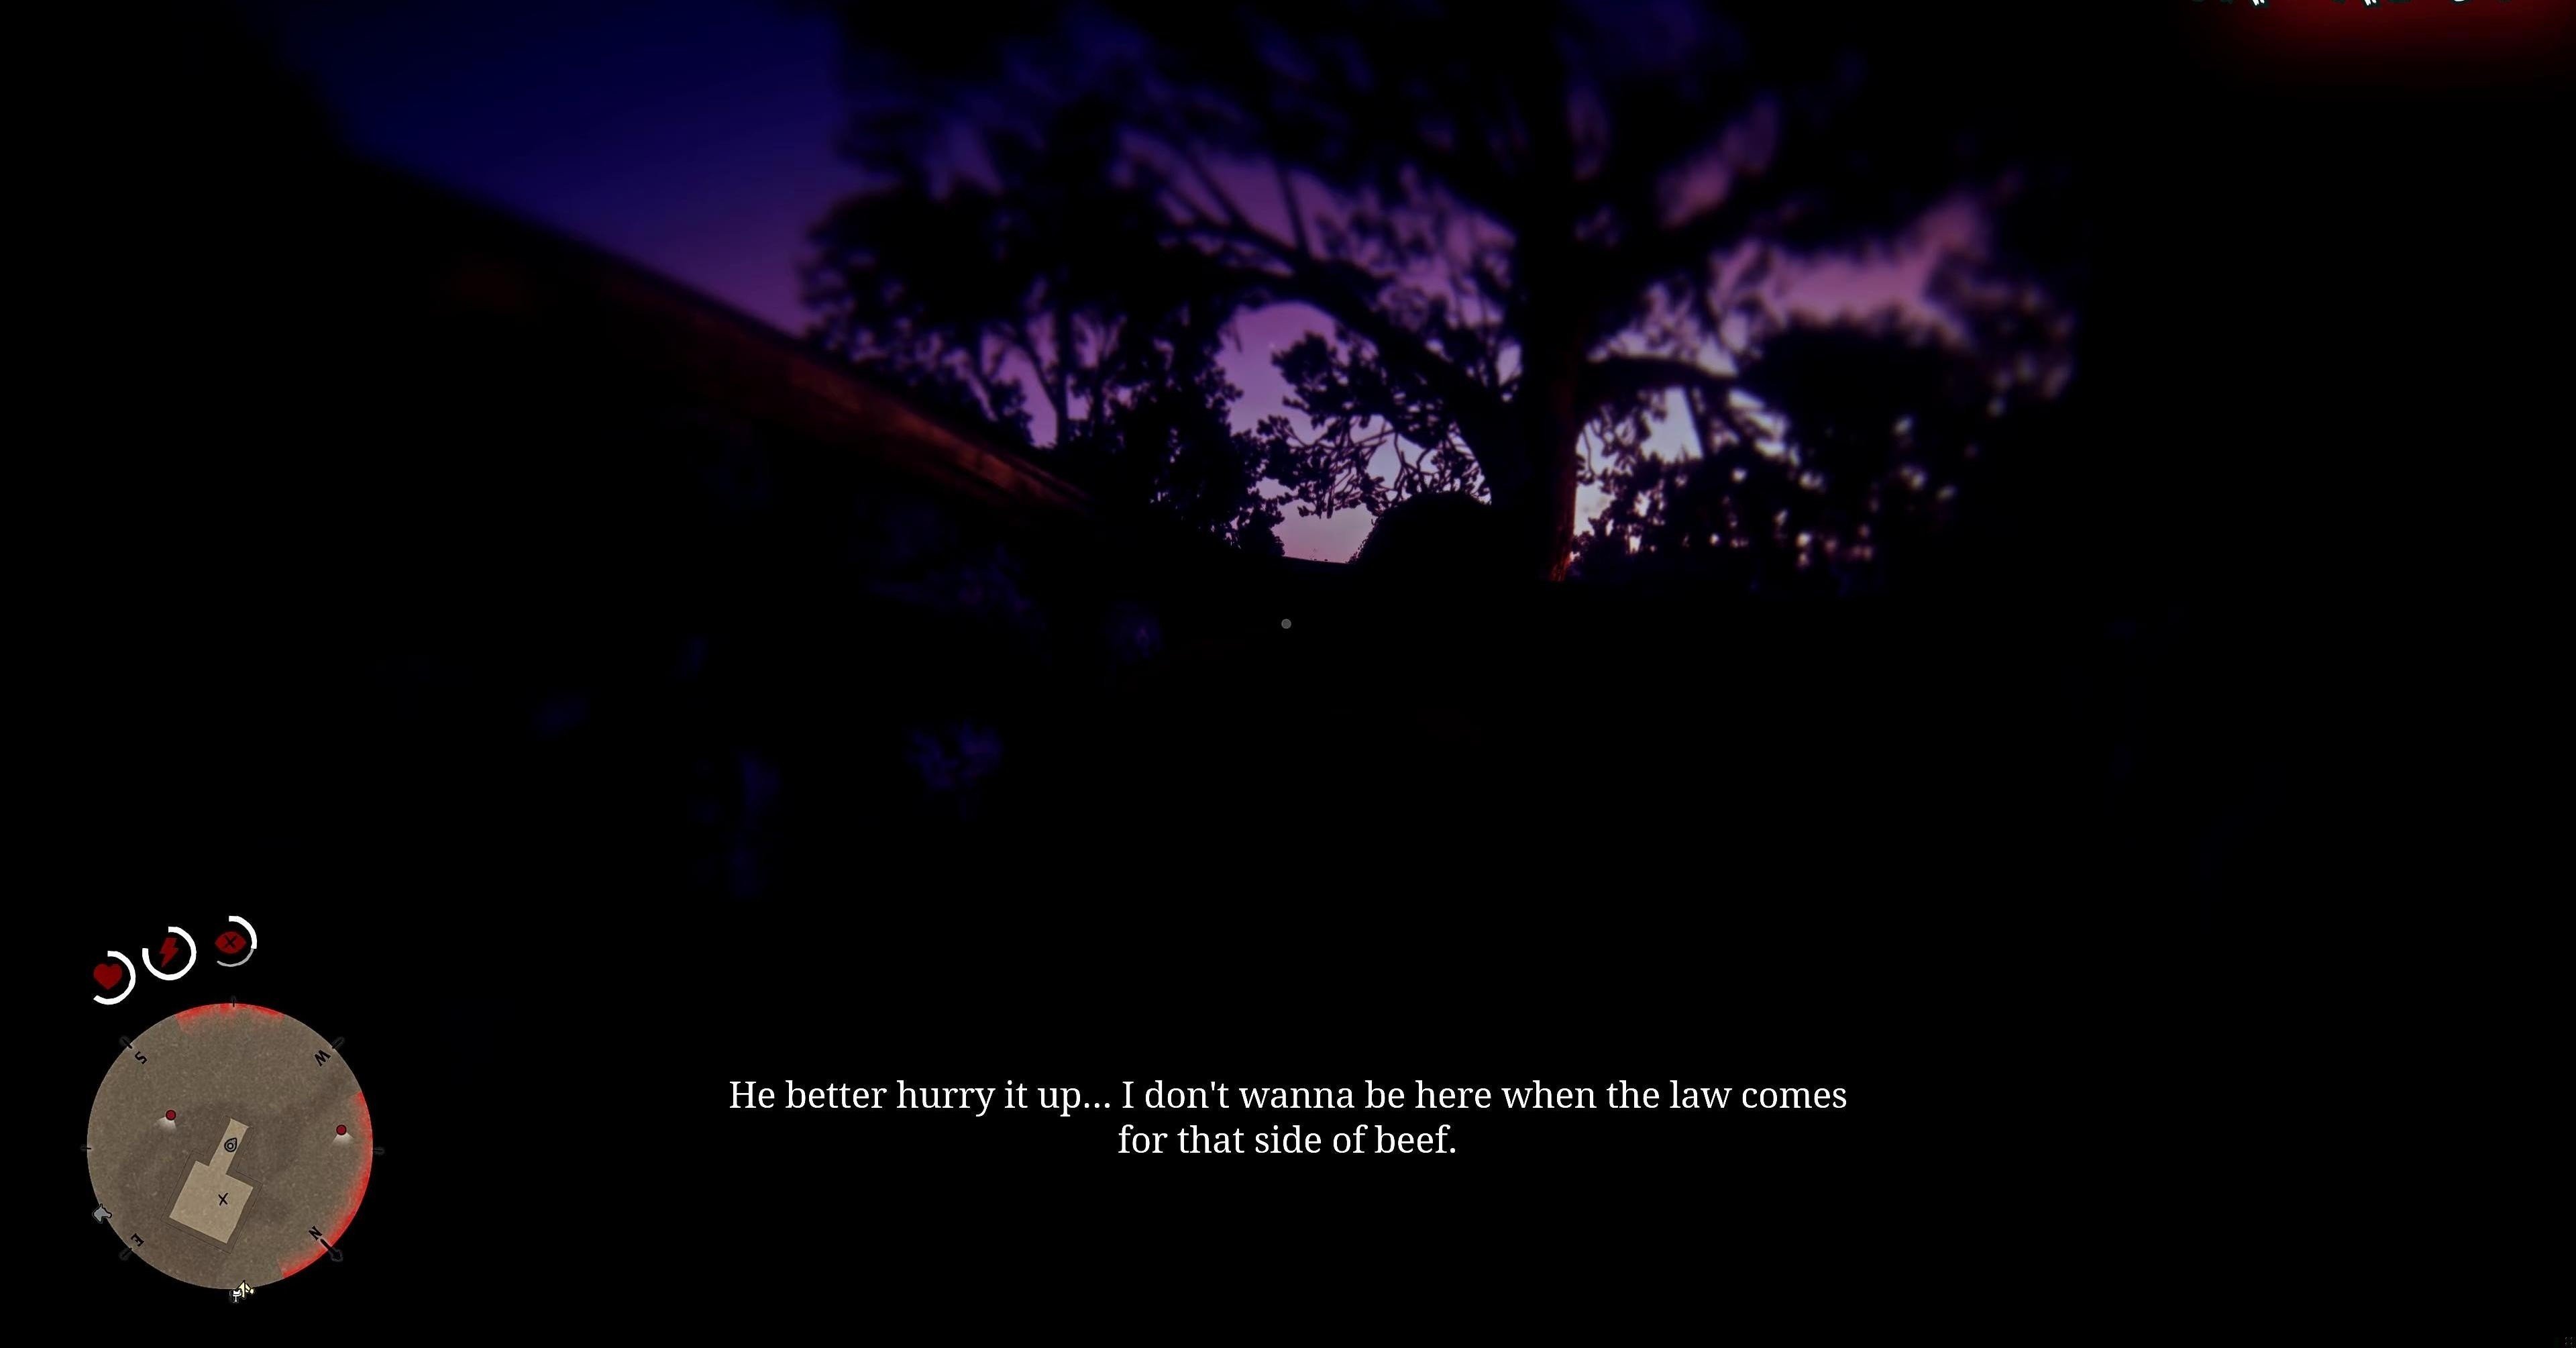 He better hurry it up... I don't wanna be here when the law comes
for that side of beef.
S
W
E
N